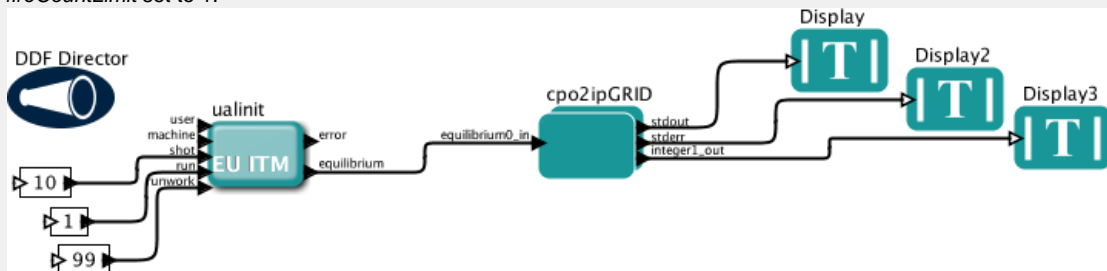 Display
DDF Director
Display2
ualinit
T
cpo2ipGRID
Display3
user
T
machine
error
stdout
shot
equilibrium0_in
stderr
T
run
EU ITM
equilibrium
integer1_out
10
runwork
1
99